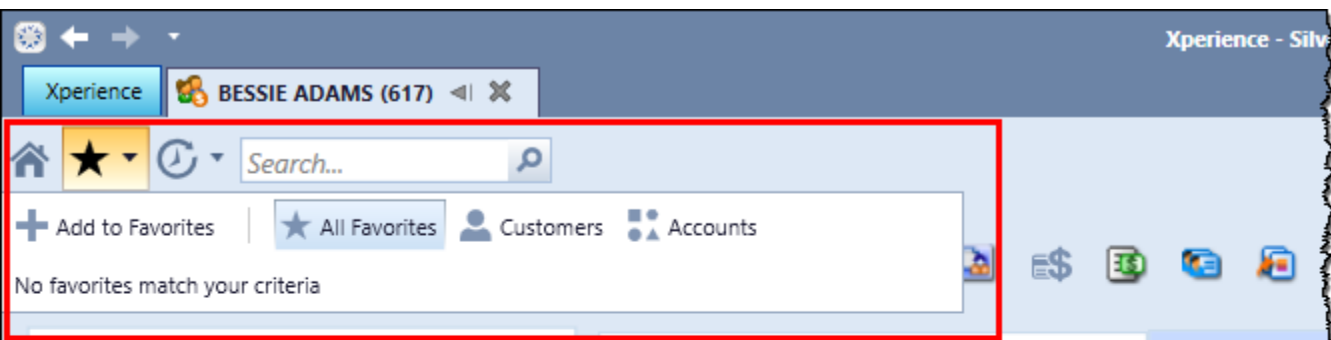 Xperience - Silv
Xperience BESSIE ADAMS (617)
Search...
Add to Favorites All Favorites Customers Accounts
No favorites match your criteria